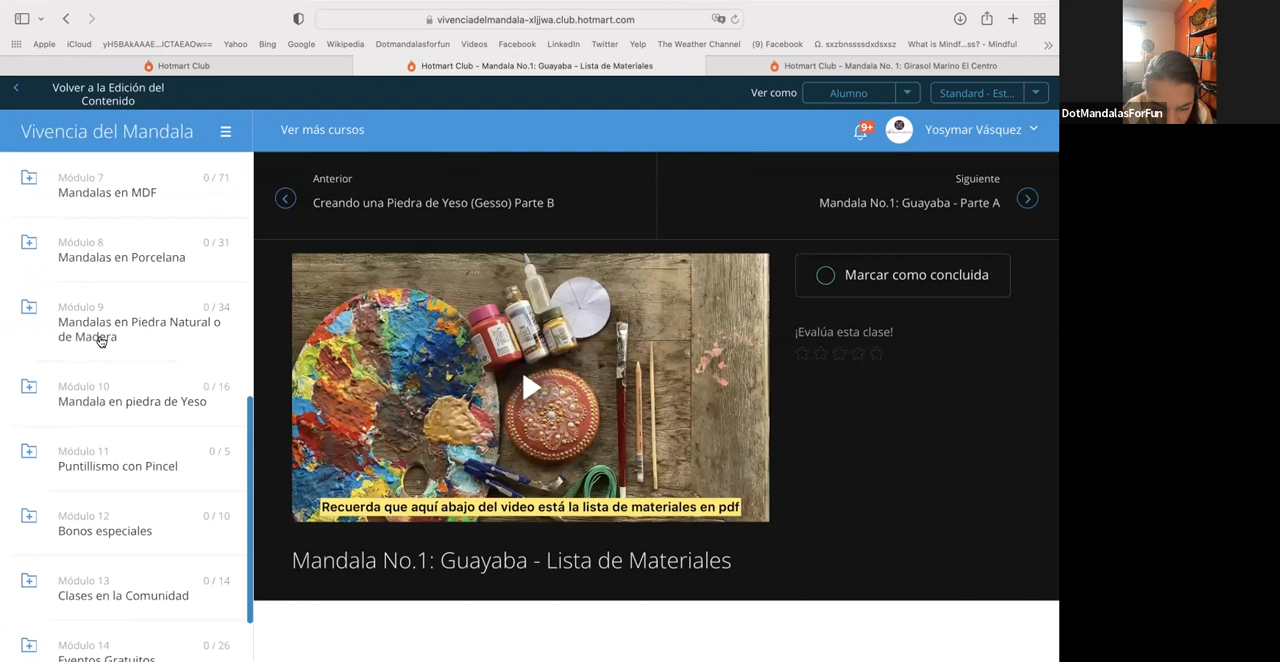 vivenciadelmandala-xljjwa.club.hotmart.com
Apple iCloud yH5BAkAAAE...ICTAEAOw== Yahoo Bing Google Wikipedia Dotmandalasforfun Videos Facebook LinkedIn Twitter Yelp The Weather Channel (9) Facebook Ω. sxzbnssssdxdsxsz What is Mindf...ss? - Mindful
Hotmart Club
Hotmart Club - Mandala No.1: Guayaba - Lista de Materiales
Hotmart Club - Mandala No. 1: Girasol Marino El Centro
Volver a la Edición del
Contenido
Ver como
Alumno
Standard - Est...
Vivencia del Mandala
Ver más cursos
9+
Yosymar Vásquez
Módulo 7 0 / 71
Mandalas en MDF
Módulo 8 0 / 31
Mandalas en Porcelana
Módulo 9 0 / 34
Mandalas en Piedra Natural o
de Madera
Módulo 10 0 / 16
Mandala en piedra de Yeso
Módulo 11 0 / 5
Puntillismo con Pincel
Módulo 12 0 / 10
Bonos especiales
Módulo 13 0 / 14
Clases en la Comunidad
Módulo 14 0 / 26
Eventos Gratuitos
Anterior
Creando una Piedra de Yeso (Gesso) Parte B
Siguiente
Mandala No.1: Guayaba - Parte A
Recuerda que aquí abajo del video está la lista de materiales en pdf
Marcar como concluida
¡Evalúa esta clase!
Mandala No.1: Guayaba - Lista de Materiales
DotMandalasForFun